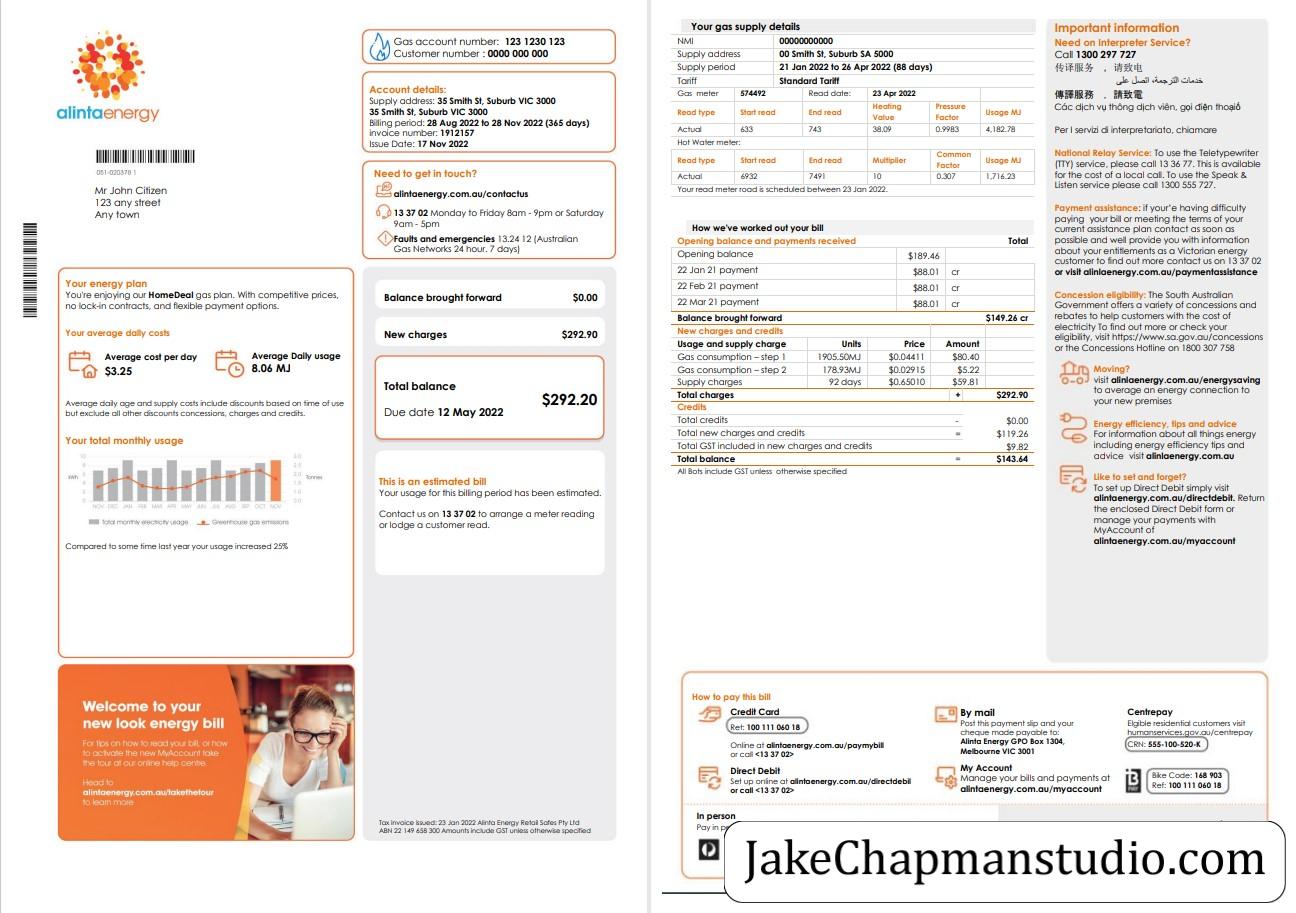 alintaenergy
051-020378 1
Mr John Citizen
123 any street
Any town
Gas account number: 123 1230 123
Customer number : 0000 000 000
Account details:
Supply address: 35 Smith St, Suburb VIC 3000
35 Smith St, Suburb VIC 3000
Billing period: 28 Aug 2022 to 28 Nov 2022 (365 days)
invoice number: 1912157
Issue Date: 17 Nov 2022
Need to get in touch?
alintaenergy.com.au/contactus
13 37 02 Monday to Friday 8am - 9pm or Saturday
9am - 5pm
Faults and emergencies 13.24 12 (Australian
Gas Networks 24 hour. 7 days)
Your energy plan
You're enjoying our HomeDeal gas plan. With competitive prices,
no lock-in contracts, and flexible payment options.
Your average daily costs
Average cost per day
$3.25
Average Daily usage
8.06 MJ
Average daily age and supply costs include discounts based on time of use
but exclude all other discounts concessions, charges and credits.
Your total monthly usage
kWh
10
8
6
4
2
0
3.0
2.5
2.0
1.5
1.0
0.0
Tonnes
NOV DEC JAN FEB MAR APR MAY JUN JUL AUG SEP OCT NOV
Total monthly electricity usage
Greenhouse gas emissions
Compared to some time last year your usage increased 25%
Welcome to your
new look energy bill
For tips on how to read your bill, or how
to activate the new MyAccount take
the tour at our online help centre.
Head to
alintaenergy.com.au/takethetour
to learn more
Balance brought forward $0.00
New charges $292.90
Total balance
Due date 12 May 2022
$292.20
This is an estimated bill
Your usage for this billing period has been estimated.
Contact us on 13 37 02 to arrange a meter reading
or lodge a customer read.
Tax invoice issued: 23 Jan 2022 Alinta Energy Retail Safes Pty Ltd
ABN 22 149 658 300 Amounts include GST unless otherwise specified
Your gas supply details
NMI 00000000000
Supply address 00 Smith St, Suburb SA 5000
Supply period 21 Jan 2022 to 26 Apr 2022 (88 days)
Tariff Standard Tariff
Gas meter 574492 Read date: 23 Apr 2022
Read type Start read End read Heating Value Pressure Factor Usage MJ
Actual 633 743 38.09 0.9983 4,182.78
Hot Water meter:
Read type Start read End read Multiplier Common Factor Usage MJ
Actual 6932 7491 10 0.307 1,716.23
Your read meter road is scheduled between 23 Jan 2022.
How we've worked out your bill
Opening balance and payments received Total
Opening balance $189.46
22 Jan 21 payment $88.01 cr
22 Feb 21 payment $88.01 cr
22 Mar 21 payment $88.01 cr
Balance brought forward $149.26 cr
New charges and credits
Usage and supply charge Units Price Amount
Gas consumption – step 1 1905.50MJ $0.04411 $80.40
Gas consumption – step 2 178.93MJ $0.02915 $5.22
Supply charges 92 days $0.65010 $59.81
Total charges + $292.90
Credits
Total credits - $0.00
Total new charges and credits = $119.26
Total GST included in new charges and credits $9.82
Total balance = $143.64
All Bots include GST unless otherwise specified
Important information
Need on Interpreter Service?
Call 1300 297 727
传译服务 ，请致电
خدمات الترجمة، اتصل على
傳譯服務 ，請致電
Các dịch vụ thông dịch viên, gọi điện thoại
Per I servizi di interpretariato, chiamare
National Relay Service: To use the Teletypewriter
(TTY) service, please call 13 36 77. This is available
for the cost of a local call. To use the Speak &
Listen service please call 1300 555 727.
Payment assistance: if your'e having difficulty
paying your bill or meeting the terms of your
current assistance plan contact as soon as
possible and well provide you with information
about your entitlements as a Victorian energy
customer to find out more contact us on 13 37 02
or visit alinlaenergy.com.au/paymentassistance
Concession eligibility: The South Australian
Government offers a variety of concessions and
rebates to help customers with the cost of
electricity To find out more or check your
eligibility, visit https://www.sa.gov.au/concessions
or the Concessions Hotline on 1800 307 758
Moving?
visit alinlaenergy.com.au/energysaving
to average an energy connection to
your new premises
Energy efficiency, tips and advice
For information about all things energy
including energy efficiency tips and
advice visit alinlaenergy.com.au
Like to set and forget?
To set up Direct Debit simply visit
alintaenergy.com.au/directdebit. Return
the enclosed Direct Debit form or
manage your payments with
MyAccount of
alintaenergy.com.au/myaccount
How to pay this bill
Credit Card
Ref: 100 111 060 18
Online at alintaenergy.com.au/paymybill
or call <13 37 02>
Direct Debit
Set up online at alintaenergy.com.au/directdebil
or call <13 37 02>
By mail
Post this payment slip and your
cheque made payable to:
Alinta Energy GPO Box 1304,
Melbourne VIC 3001
My Account
Manage your bills and payments at
alintaenergy.com.au/myaccount
Centrepay
Elgible residential customers visit
humanservices.gov.au/centrepay
CRN: 555-100-520-K
Bike Code: 168 903
Ref: 100 111 060 18
In person
Pay in pe
JakeChapmanstudio.com